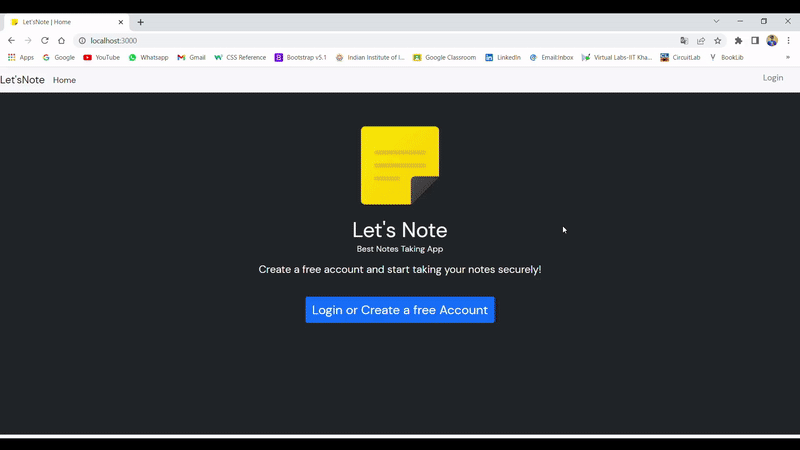 Let'sNote | Home
localhost:3000
Apps Google YouTube Whatsapp Gmail CSS Reference Bootstrap v5.1 Indian Institute of I... Google Classroom LinkedIn Email:Inbox Virtual Labs-IIT Kha... CircuitLab BookLib »
Let'sNote Home Login
Let's Note
Best Notes Taking App
Create a free account and start taking your notes securely!
Login or Create a free Account